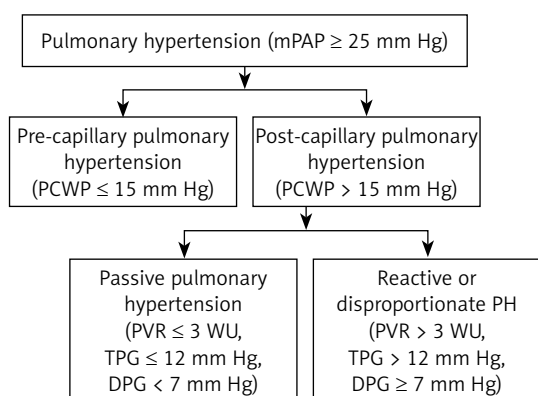 Pulmonary hypertension (mPAP ≥ 25 mm Hg)
Pre-capillary pulmonary
hypertension
(PCWP ≤ 15 mm Hg)
Post-capillary pulmonary
hypertension
(PCWP > 15 mm Hg)
Passive pulmonary
hypertension
(PVR ≤ 3 WU,
TPG ≤ 12 mm Hg,
DPG < 7 mm Hg)
Reactive or
disproportionate PH
(PVR > 3 WU,
TPG > 12 mm Hg,
DPG ≥ 7 mm Hg)